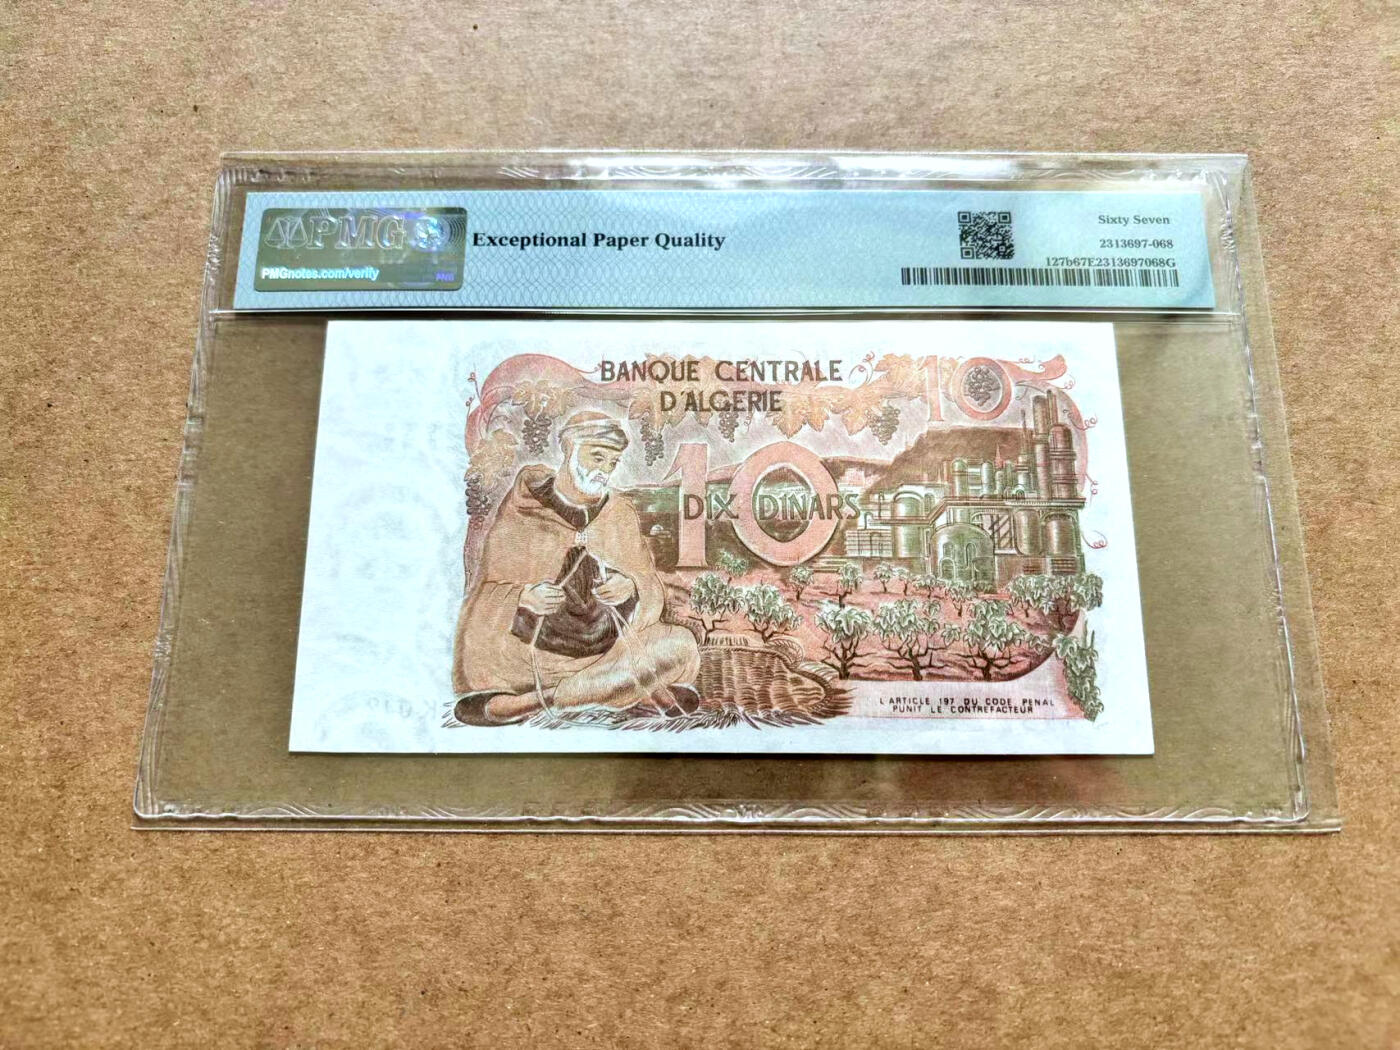 PMG
PMGnotes.com/verify
PMG
Exceptional Paper Quality
Sixty Seven
2313697-068
127b67E2313697068G
BANQUE CENTRALE
D'ALGERIE
10
10
DIX DINARS
L'ARTICLE 197 DU CODE PENAL
PUNIT LE CONTREFACTEUR